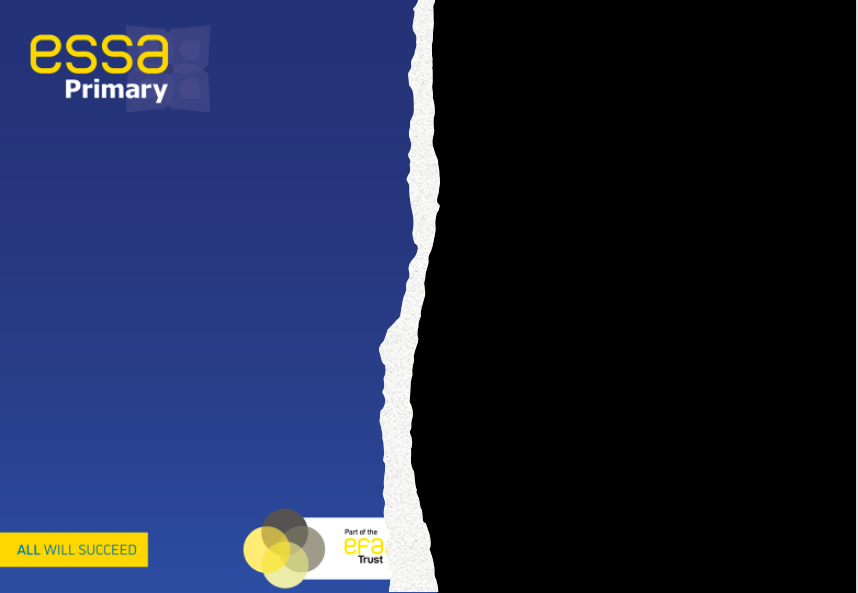 essa
Primary
ALL WILL SUCCEED
Part of the
efa
Trust